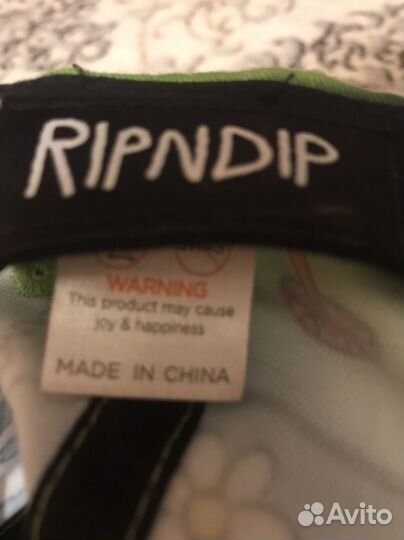 RIPNDIP
WARNING
This product may cause
joy & happiness
MADE IN CHINA
Avito